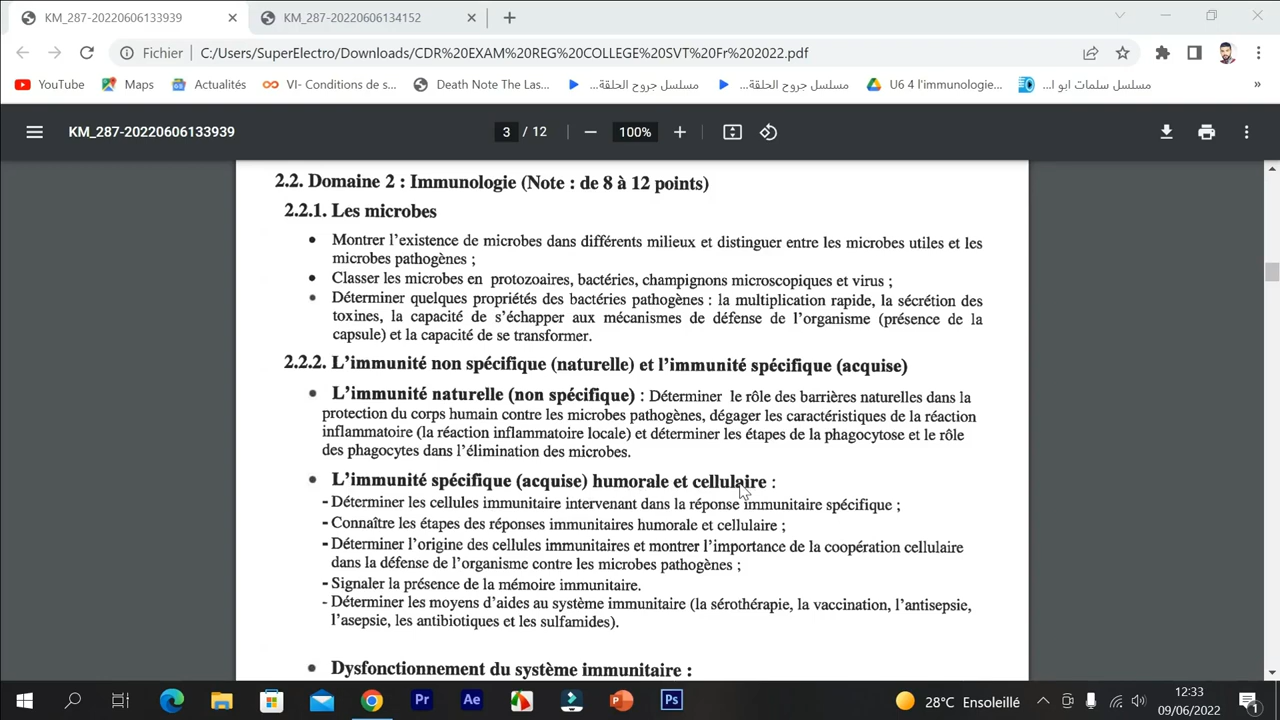 KM_287-20220606133939
KM_287-20220606134152
Fichier
C:/Users/SuperElectro/Downloads/CDR%20EXAM%20REG%20COLLEGE%20SVT%20Fr%202022.pdf
YouTube
Maps
Actualités
VI- Conditions de s...
Death Note The Las...
مسلسل جروح الحلقة...
مسلسل جروح الحلقة...
U6 4 l'immunologie...
مسلسل سلمات ابو ا...
»
KM_287-20220606133939
3 / 12
100%
2.2. Domaine 2 : Immunologie (Note : de 8 à 12 points)
2.2.1. Les microbes
• Montrer l'existence de microbes dans différents milieux et distinguer entre les microbes utiles et les
microbes pathogènes ;
• Classer les microbes en protozoaires, bactéries, champignons microscopiques et virus ;
• Déterminer quelques propriétés des bactéries pathogènes : la multiplication rapide, la sécrétion des
toxines, la capacité de s'échapper aux mécanismes de défense de l'organisme (présence de la
capsule) et la capacité de se transformer.
2.2.2. L'immunité non spécifique (naturelle) et l'immunité spécifique (acquise)
• L'immunité naturelle (non spécifique) : Déterminer le rôle des barrières naturelles dans la
protection du corps humain contre les microbes pathogènes, dégager les caractéristiques de la réaction
inflammatoire (la réaction inflammatoire locale) et déterminer les étapes de la phagocytose et le rôle
des phagocytes dans l'élimination des microbes.
• L'immunité spécifique (acquise) humorale et cellulaire :
- Déterminer les cellules immunitaire intervenant dans la réponse immunitaire spécifique ;
- Connaître les étapes des réponses immunitaires humorale et cellulaire ;
- Déterminer l'origine des cellules immunitaires et montrer l'importance de la coopération cellulaire
dans la défense de l'organisme contre les microbes pathogènes ;
- Signaler la présence de la mémoire immunitaire.
- Déterminer les moyens d'aides au système immunitaire (la sérothérapie, la vaccination, l'antisepsie,
l'asepsie, les antibiotiques et les sulfamides).
• Dysfonctionnement du système immunitaire :
Pr
Ae
Ps
28°C Ensoleillé
12:33
09/06/2022
1